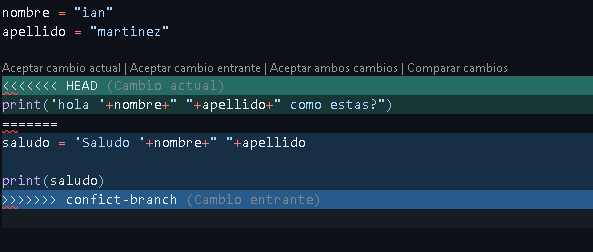 nombre = "ian"
apellido = "martinez"
Aceptar cambio actual | Aceptar cambio entrante | Aceptar ambos cambios | Comparar cambios
<<<<<<< HEAD (Cambio actual)
print('hola '+nombre+" "+apellido+" como estas?")
=======
saludo = 'Saludo '+nombre+" "+apellido
print(saludo)
>>>>>>> confict-branch (Cambio entrante)